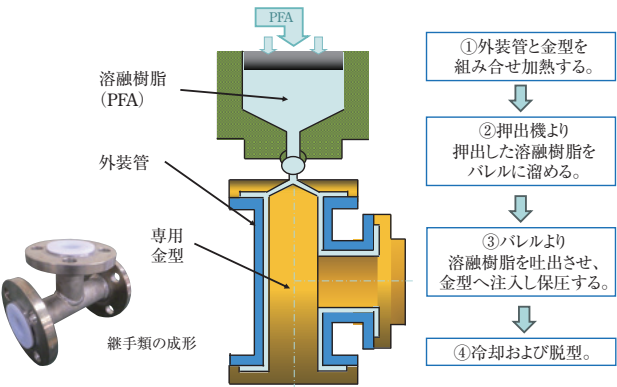 PFA
溶融樹脂
（PFA）
外装管
専用
金型
継手類の成形
①外装管と金型を
組み合せ加熱する。
②押出機より
押出した溶融樹脂を
バレルに溜める。
③バレルより
溶融樹脂を吐出させ、
金型へ注入し保圧する。
④冷却および脱型。